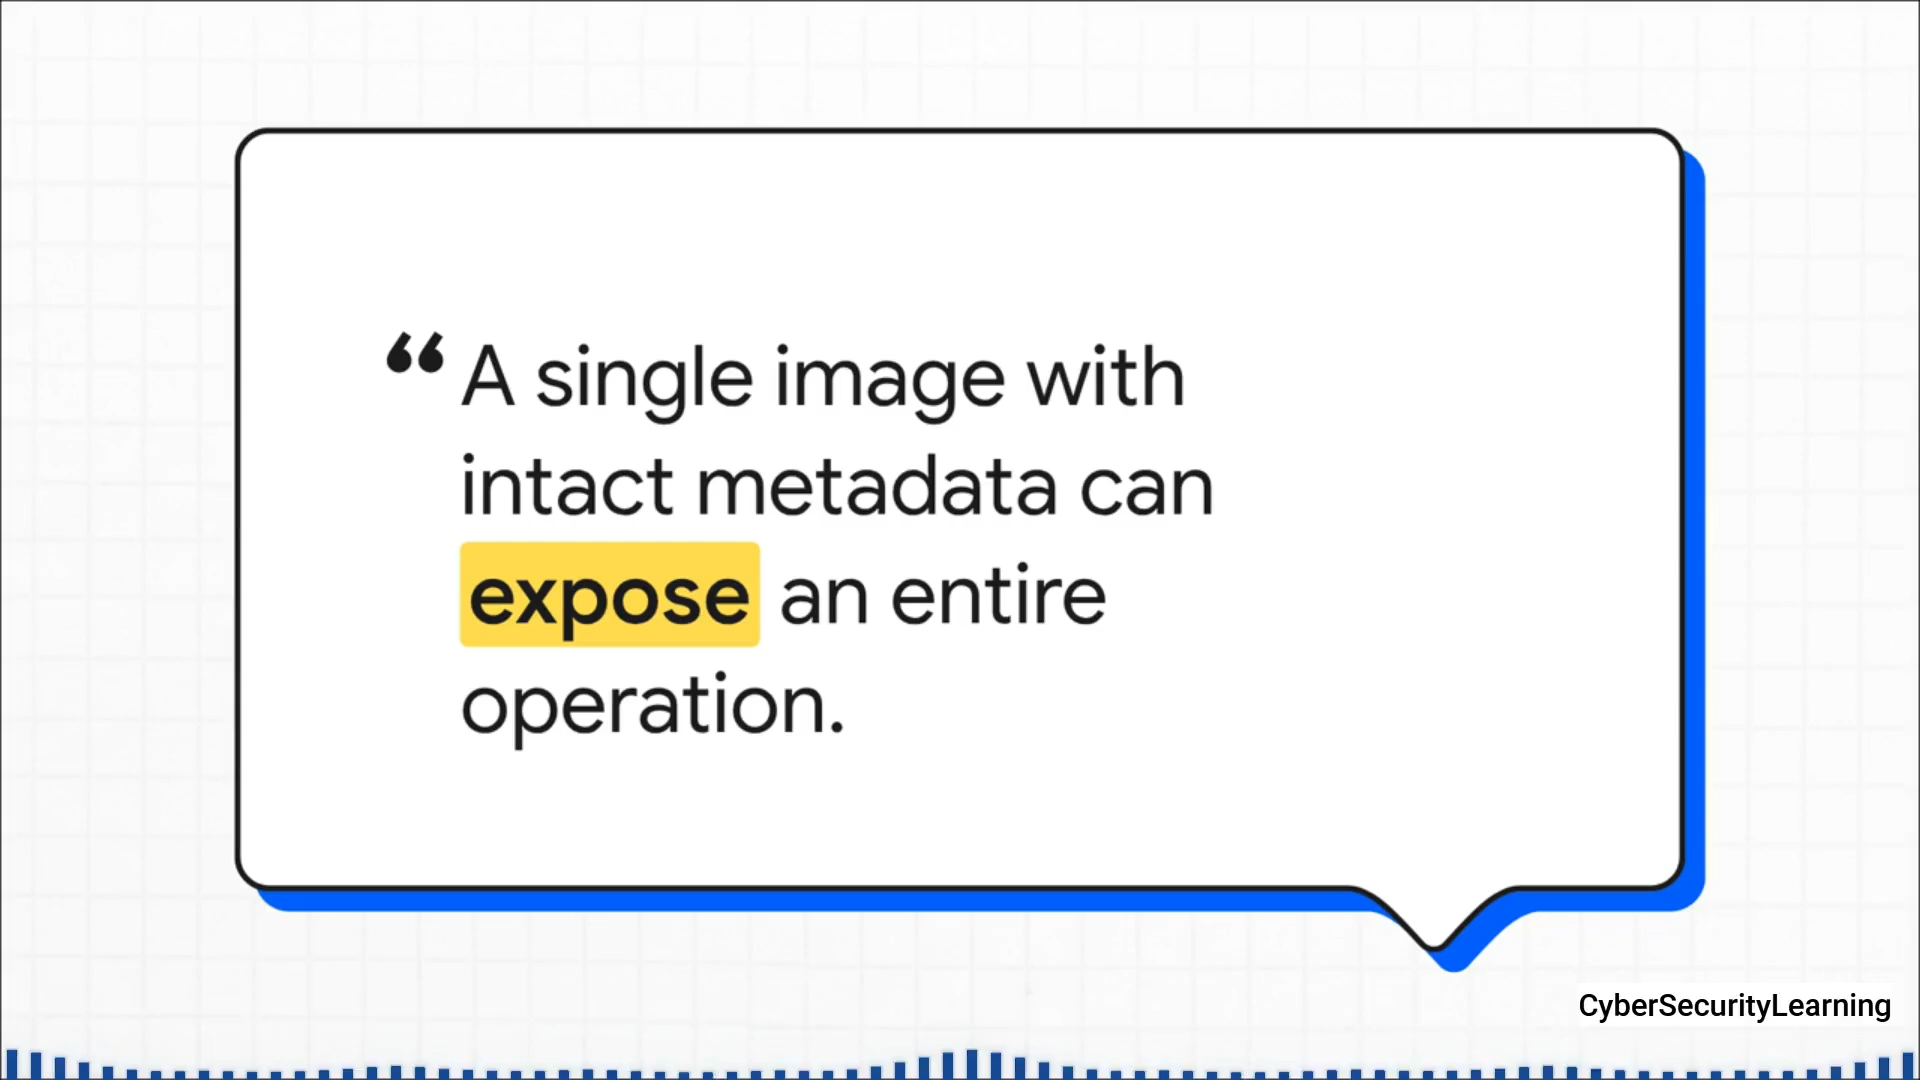 “A single image with
intact metadata can
expose an entire
operation.
CyberSecurityLearning